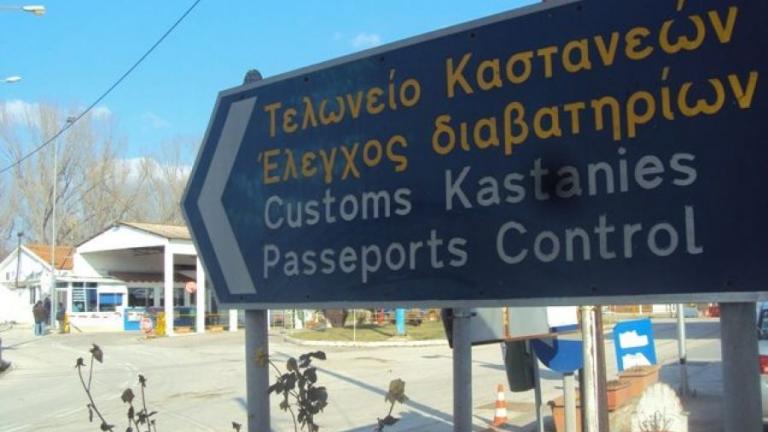 Τελωνείο Καστανεών
Έλεγχος διαβατηρίων
Customs Kastanies
Passeports Control